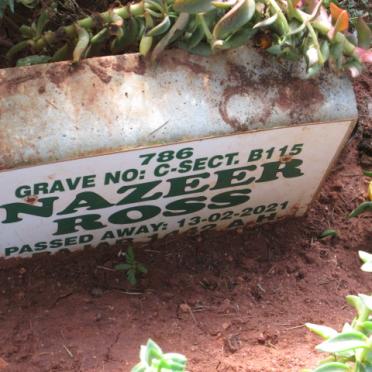 786
GRAVE NO: C-SECT. B115
NAZEER
ROSS
PASSED AWAY: 13-02-2021
A.H